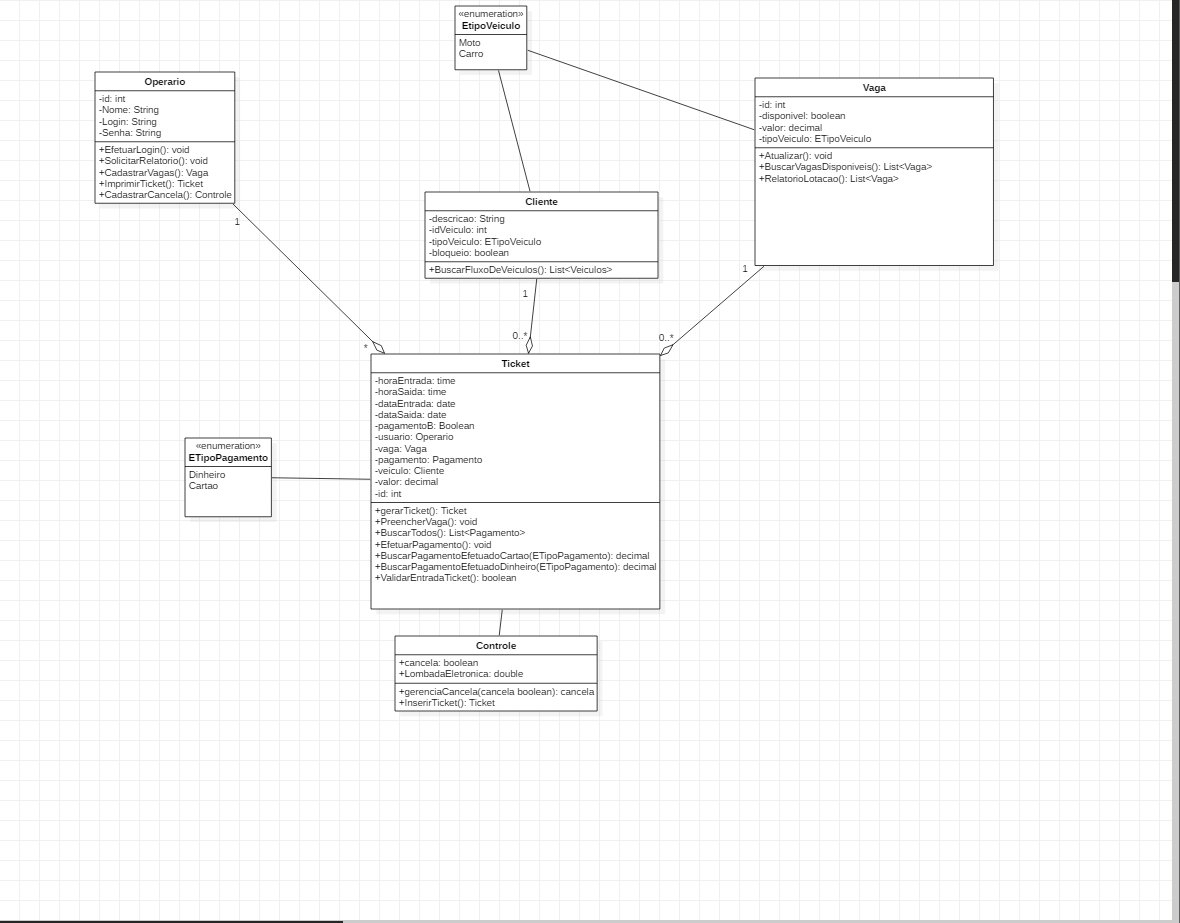 «enumeration»
EtipoVeiculo
Moto
Carro
Operario
-id: int
-Nome: String
-Login: String
-Senha: String
+EfetuarLogin(): void
+SolicitarRelatorio(): void
+CadastrarVagas(): Vaga
+ImprimirTicket(): Ticket
+CadastrarCancela(): Controle
Vaga
-id: int
-disponivel: boolean
-valor: decimal
-tipoVeiculo: ETipoVeiculo
+Atualizar(): void
+BuscarVagasDisponiveis(): List<Vaga>
+RelatorioLotacao(): List<Vaga>
Cliente
-descricao: String
-idVeiculo: int
-tipoVeiculo: ETipoVeiculo
-bloqueio: boolean
+BuscarFluxoDeVeiculos(): List<Veiculos>
1
1
1
*
0..*
0..*
Ticket
-horaEntrada: time
-horaSaida: time
-dataEntrada: date
-dataSaida: date
-pagamentoB: Boolean
-usuario: Operario
-vaga: Vaga
-pagamento: Pagamento
-veiculo: Cliente
-valor: decimal
-id: int
+gerarTicket(): Ticket
+PreencherVaga(): void
+BuscarTodos(): List<Pagamento>
+EfetuarPagamento(): void
+BuscarPagamentoEfetuadoCartao(ETipoPagamento): decimal
+BuscarPagamentoEfetuadoDinheiro(ETipoPagamento): decimal
+ValidarEntradaTicket(): boolean
«enumeration»
ETipoPagamento
Dinheiro
Cartao
Controle
+cancela: boolean
+LombadaEletronica: double
+gerenciaCancela(cancela boolean): cancela
+InserirTicket(): Ticket